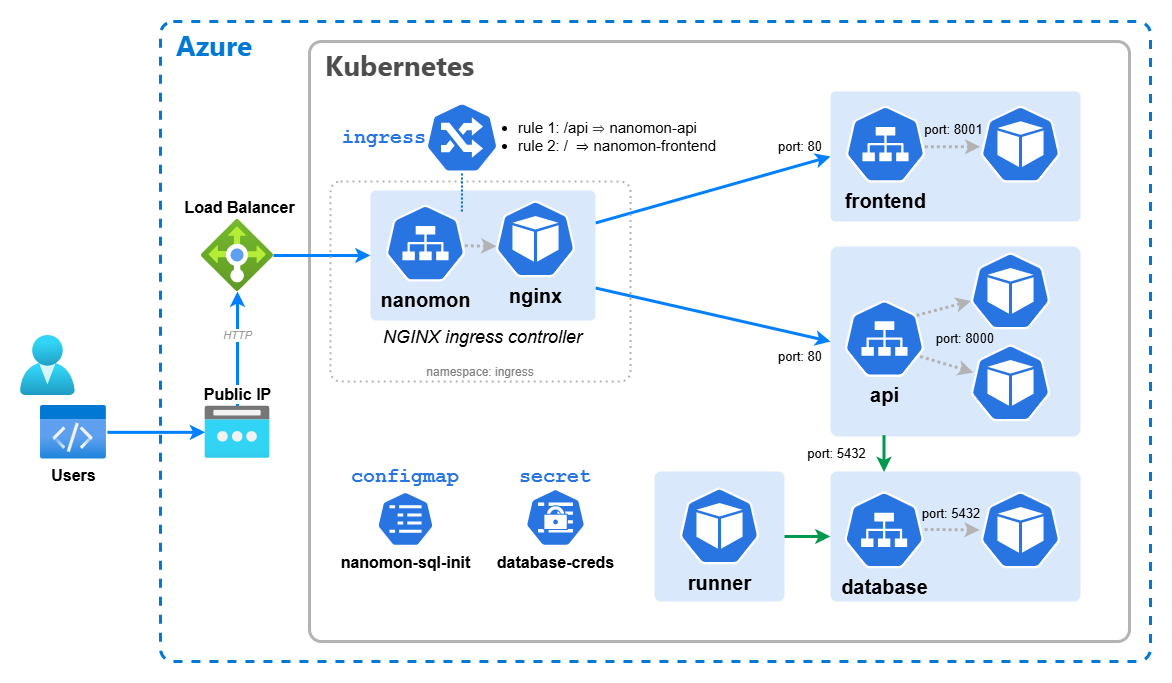 Azure
Kubernetes
ingress
rule 1: /api ⇒ nanomon-api
rule 2: / ⇒ nanomon-frontend
port: 80
port: 8001
frontend
Load Balancer
nanomon
nginx
NGINX ingress controller
namespace: ingress
HTTP
Public IP
Users
port: 80
port: 8000
api
port: 5432
configmap
nanomon-sql-init
secret
database-creds
runner
port: 5432
database